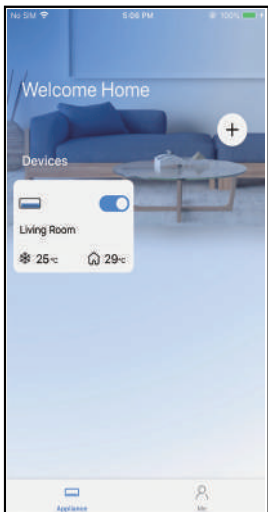 No SIM 5:06 PM 100%
Welcome Home
+
Devices
Living Room
25°C 29°C
Appliance Me